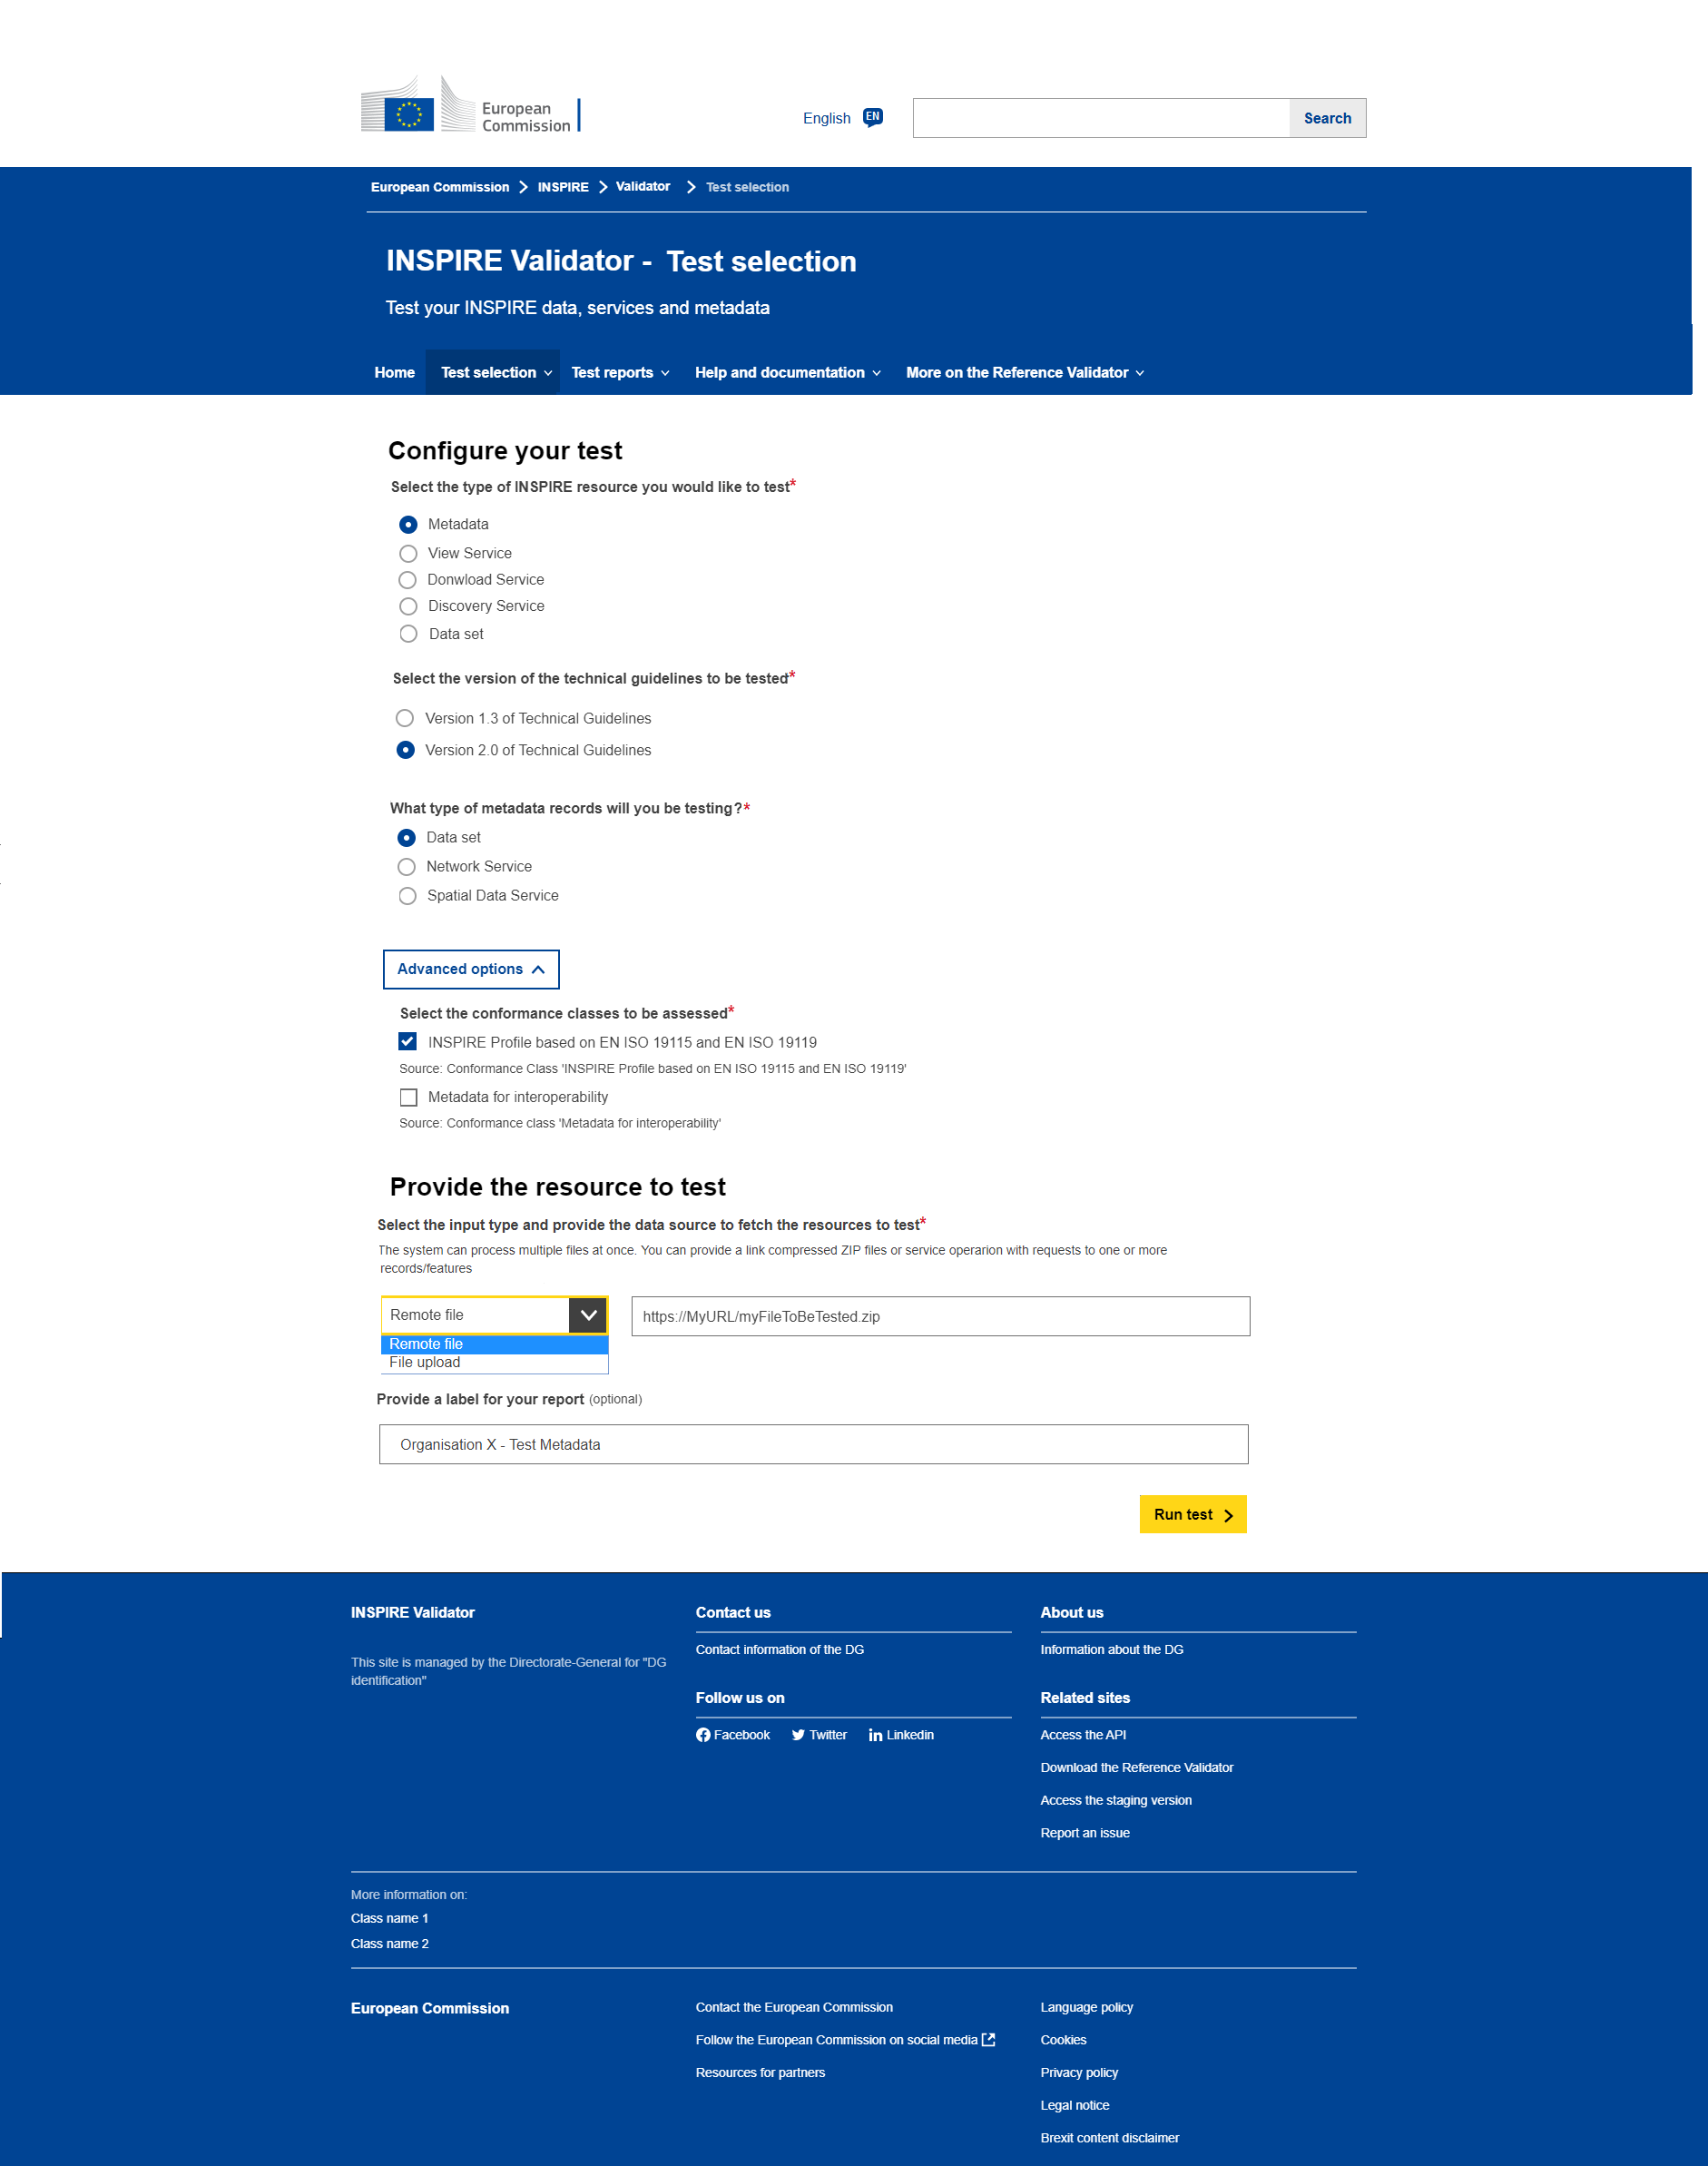 European
Commission
English EN
Search
European Commission INSPIRE Validator Test selection
INSPIRE Validator - Test selection
Test your INSPIRE data, services and metadata
Home Test selection Test reports Help and documentation More on the Reference Validator
Configure your test
Select the type of INSPIRE resource you would like to test*
Metadata
View Service
Donwload Service
Discovery Service
Data set
Select the version of the technical guidelines to be tested*
Version 1.3 of Technical Guidelines
Version 2.0 of Technical Guidelines
What type of metadata records will you be testing?*
Data set
Network Service
Spatial Data Service
Advanced options
Select the conformance classes to be assessed*
INSPIRE Profile based on EN ISO 19115 and EN ISO 19119
Source: Conformance Class 'INSPIRE Profile based on EN ISO 19115 and EN ISO 19119'
Metadata for interoperability
Source: Conformance class 'Metadata for interoperability'
Provide the resource to test
Select the input type and provide the data source to fetch the resources to test*
The system can process multiple files at once. You can provide a link compressed ZIP files or service operarion with requests to one or more
records/features
Remote file
https://MyURL/myFileToBeTested.zip
Remote file
File upload
Provide a label for your report (optional)
Organisation X - Test Metadata
Run test
INSPIRE Validator
This site is managed by the Directorate-General for "DG
identification"
Contact us
Contact information of the DG
Follow us on
Facebook Twitter Linkedin
About us
Information about the DG
Related sites
Access the API
Download the Reference Validator
Access the staging version
Report an issue
More information on:
Class name 1
Class name 2
European Commission
Contact the European Commission
Follow the European Commission on social media
Resources for partners
Language policy
Cookies
Privacy policy
Legal notice
Brexit content disclaimer